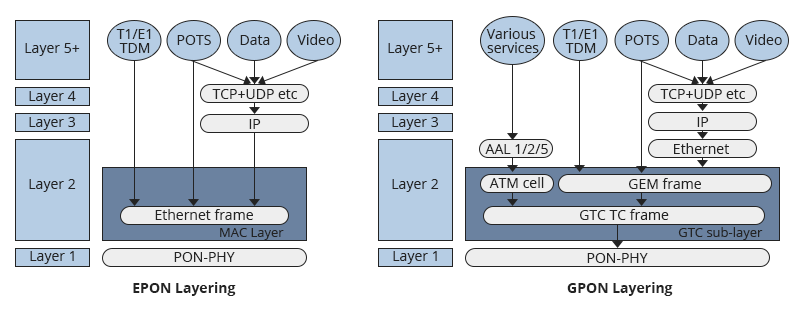 Layer 5+
T1/E1
TDM
POTS
Data
Video
Layer 4
TCP+UDP etc
Layer 3
IP
Layer 2
Ethernet frame
MAC Layer
Layer 1
PON-PHY
EPON Layering
Layer 5+
Various
services
T1/E1
TDM
POTS
Data
Video
Layer 4
TCP+UDP etc
Layer 3
IP
AAL 1/2/5
Ethernet
Layer 2
ATM cell
GEM frame
GTC TC frame
GTC sub-layer
Layer 1
PON-PHY
GPON Layering